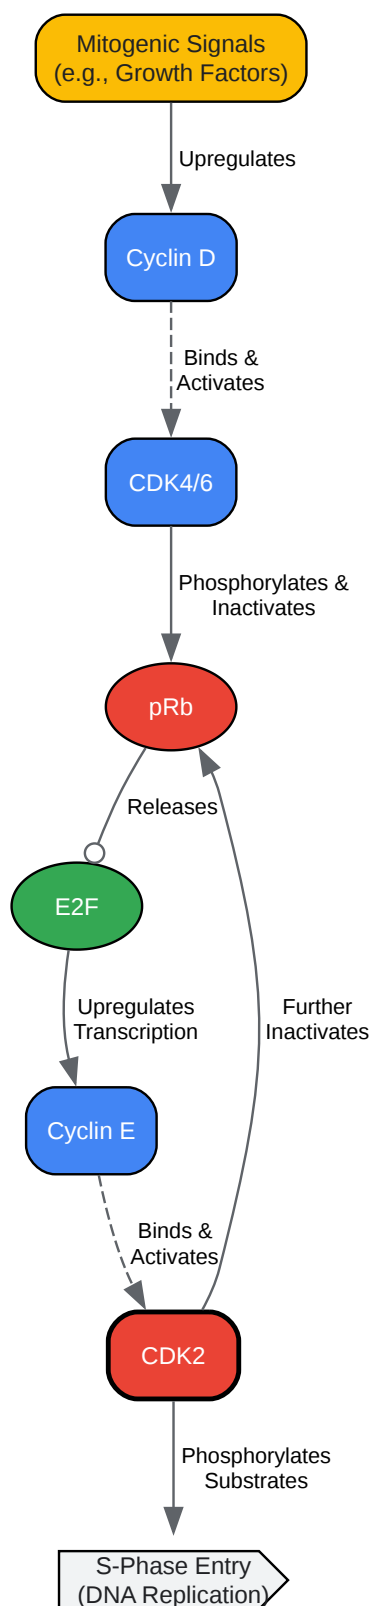 Mitogenic Signals
(e.g., Growth Factors)
Upregulates
Cyclin D
Binds &
Activates
CDK4/6
Phosphorylates &
Inactivates
pRb
Releases
E2F
Upregulates
Transcription
Further
Inactivates
Cyclin E
Binds &
Activates
CDK2
Phosphorylates
Substrates
S-Phase Entry
(DNA Replication)